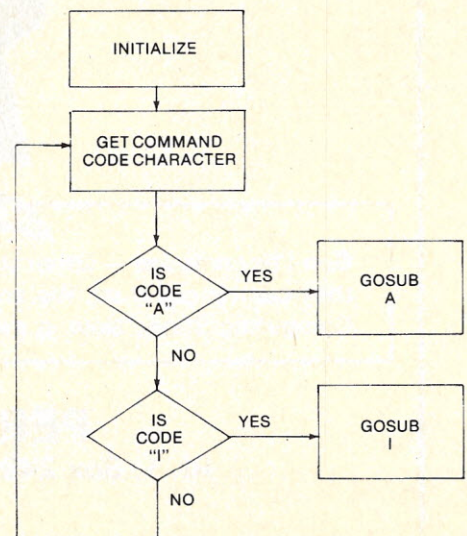 INITIALIZE
GET COMMAND
CODE CHARACTER
IS
CODE
"A"
YES
GOSUB
A
NO
IS
CODE
"I"
YES
GOSUB
I
NO